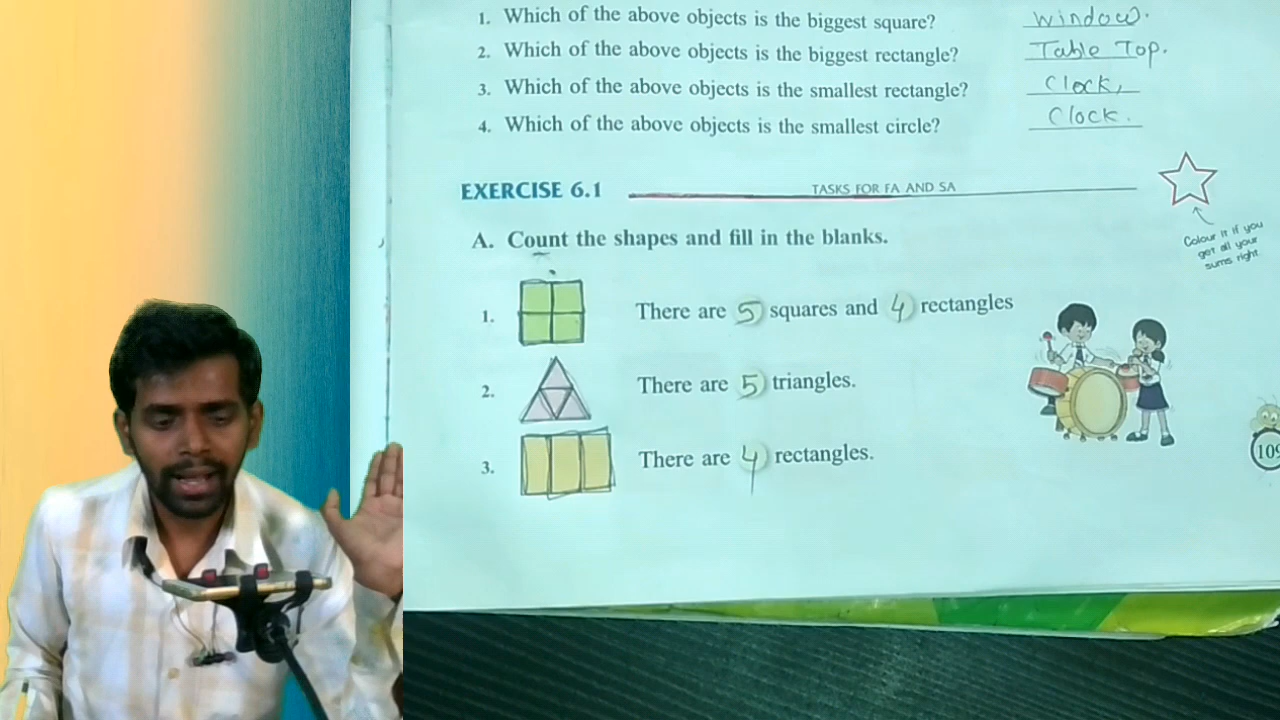 1. Which of the above objects is the biggest square? window.
2. Which of the above objects is the biggest rectangle? Table Top.
3. Which of the above objects is the smallest rectangle? Clock,
4. Which of the above objects is the smallest circle? Clock.
EXERCISE 6.1 TASKS FOR FA AND SA
Colour it if you
get all your
sums right
A. Count the shapes and fill in the blanks.
1. There are 5 squares and 4 rectangles
2. There are 5 triangles.
3. There are 4 rectangles.
109